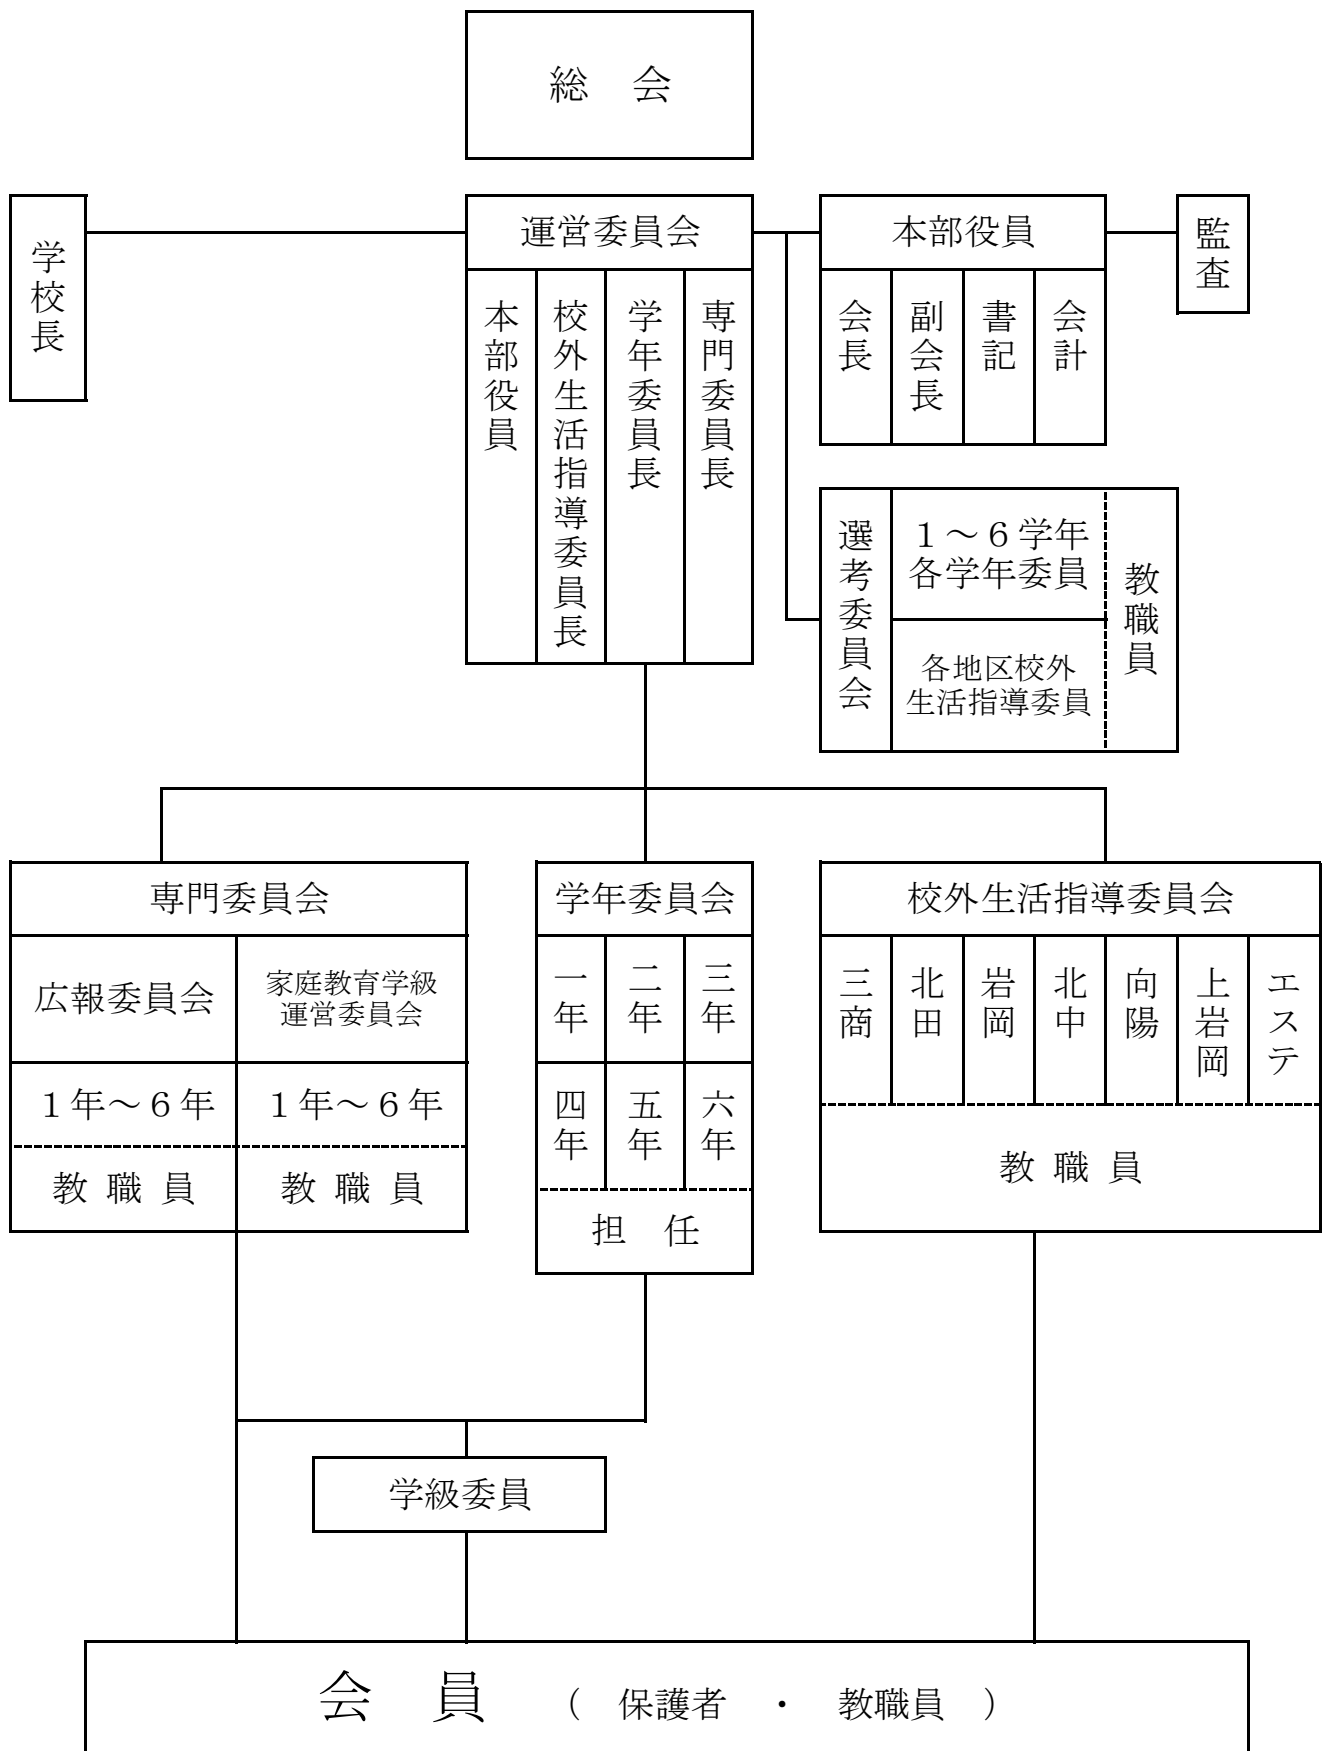 総　会
学校長
運営委員会
本部役員
校外生活指導委員長
学年委員長
専門委員長
本部役員
会長
副会長
書記
会計
監査
選考委員会
１～６学年
各学年委員
各地区校外
生活指導委員
教職員
専門委員会
広報委員会
家庭教育学級
運営委員会
１年～６年
１年～６年
教 職 員
教 職 員
学年委員会
一年
二年
三年
四年
五年
六年
担　任
校外生活指導委員会
三商
北田
岩岡
北中
向陽
上岩岡
エステ
教 職 員
学級委員
会　員　（　保護者　・　教職員　）